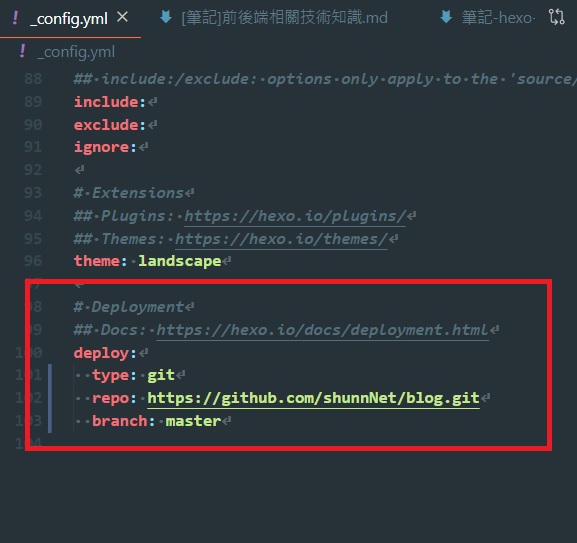 ! _config.yml × [筆記]前後端相關技術知識.md 筆記-hexo-
! _config.yml
88 ## include:/exclude: options only apply to the 'source/
89 include:
90 exclude:
91 ignore:
92
93 # Extensions
94 ## Plugins: https://hexo.io/plugins/
95 ## Themes: https://hexo.io/themes/
96 theme: landscape
97
98 # Deployment
99 ## Docs: https://hexo.io/docs/deployment.html
100 deploy:
101 type: git
102 repo: https://github.com/shunnNet/blog.git
103 branch: master
104